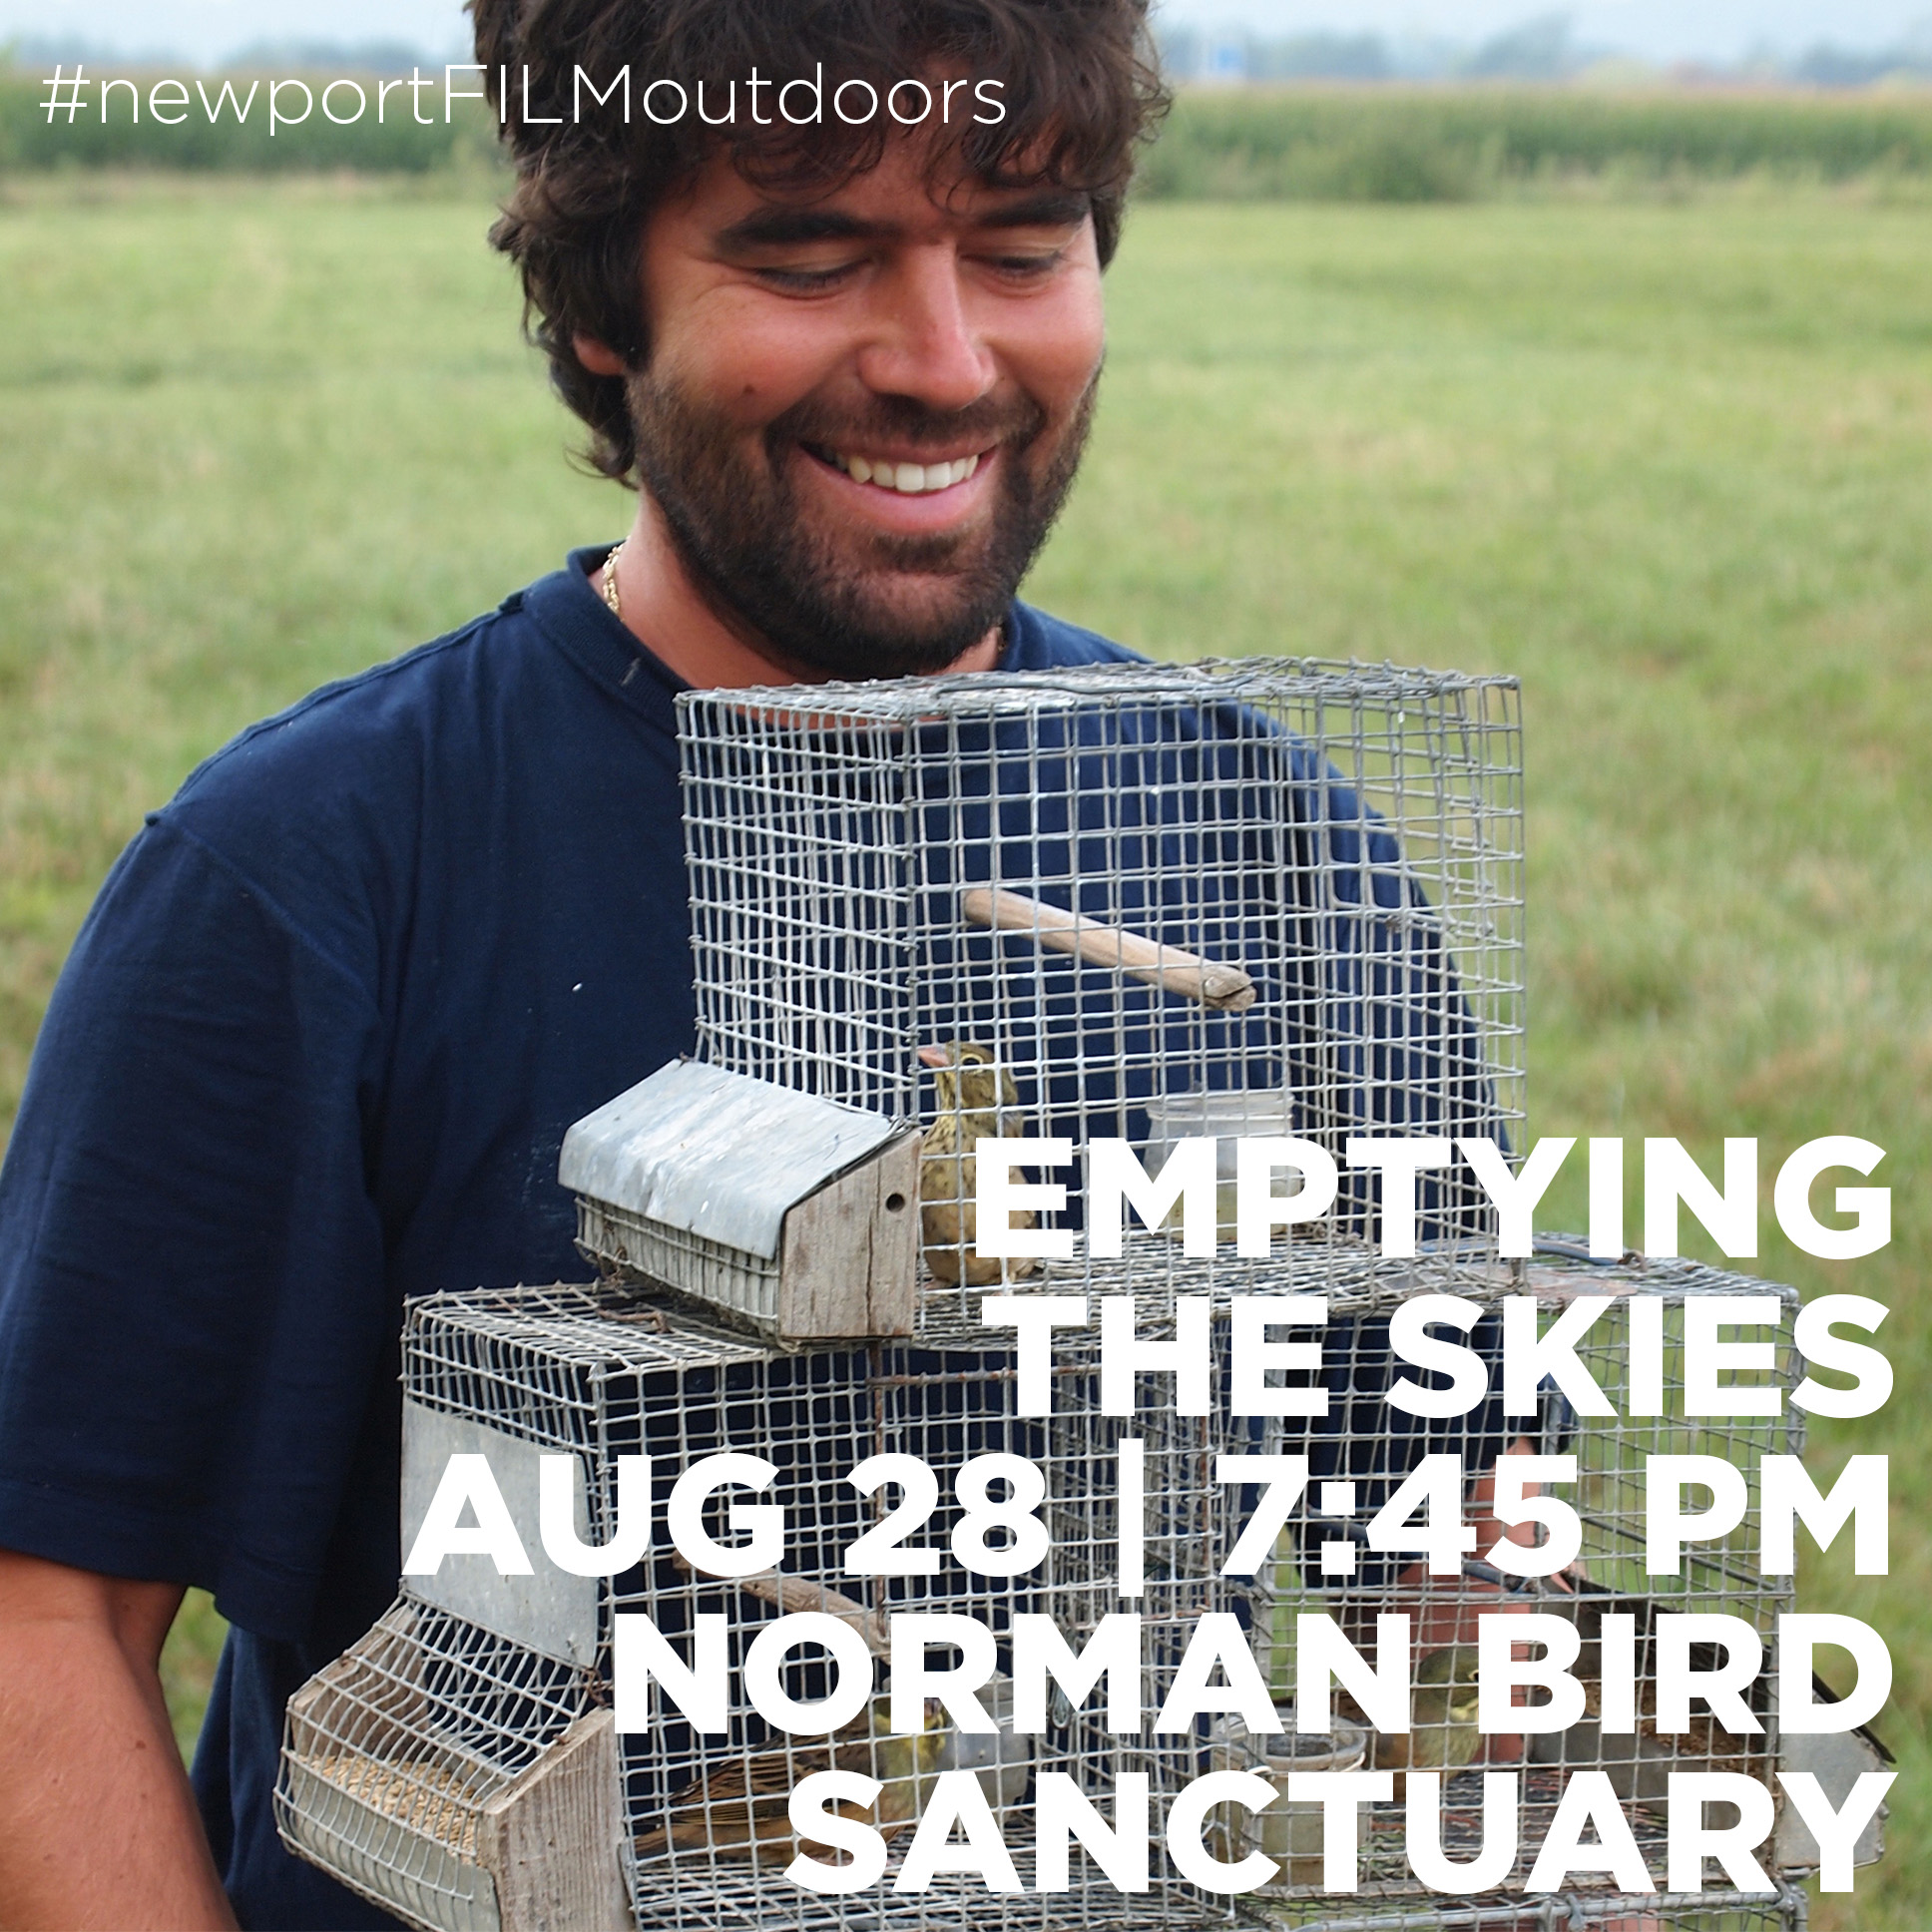 #newportFILMoutdoors
EMPTYING
THE SKIES
AUG 28 | 7:45 PM
NORMAN BIRD
SANCTUARY